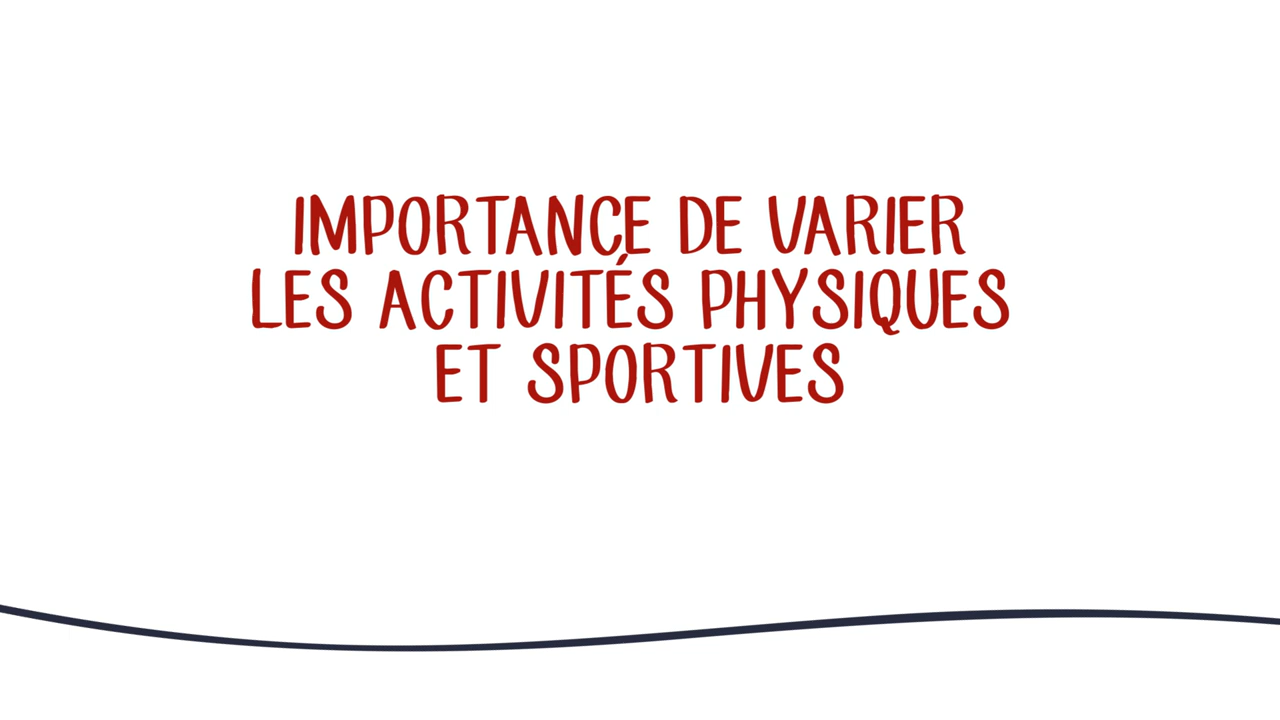 IMPORTANCE DE VARIER
LES ACTIVITÉS PHYSIQUES
ET SPORTIVES